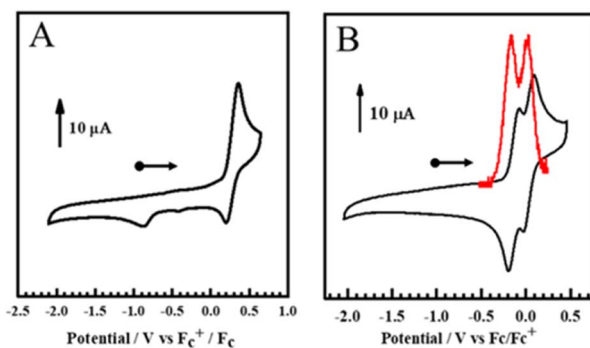 A
10 μA
-2.5 -2.0 -1.5 -1.0 -0.5 0.0 0.5 1.0
Potential / V vs Fc+ / Fc
B
10 μA
-2.0 -1.5 -1.0 -0.5 0.0 0.5
Potential / V vs Fc/Fc+